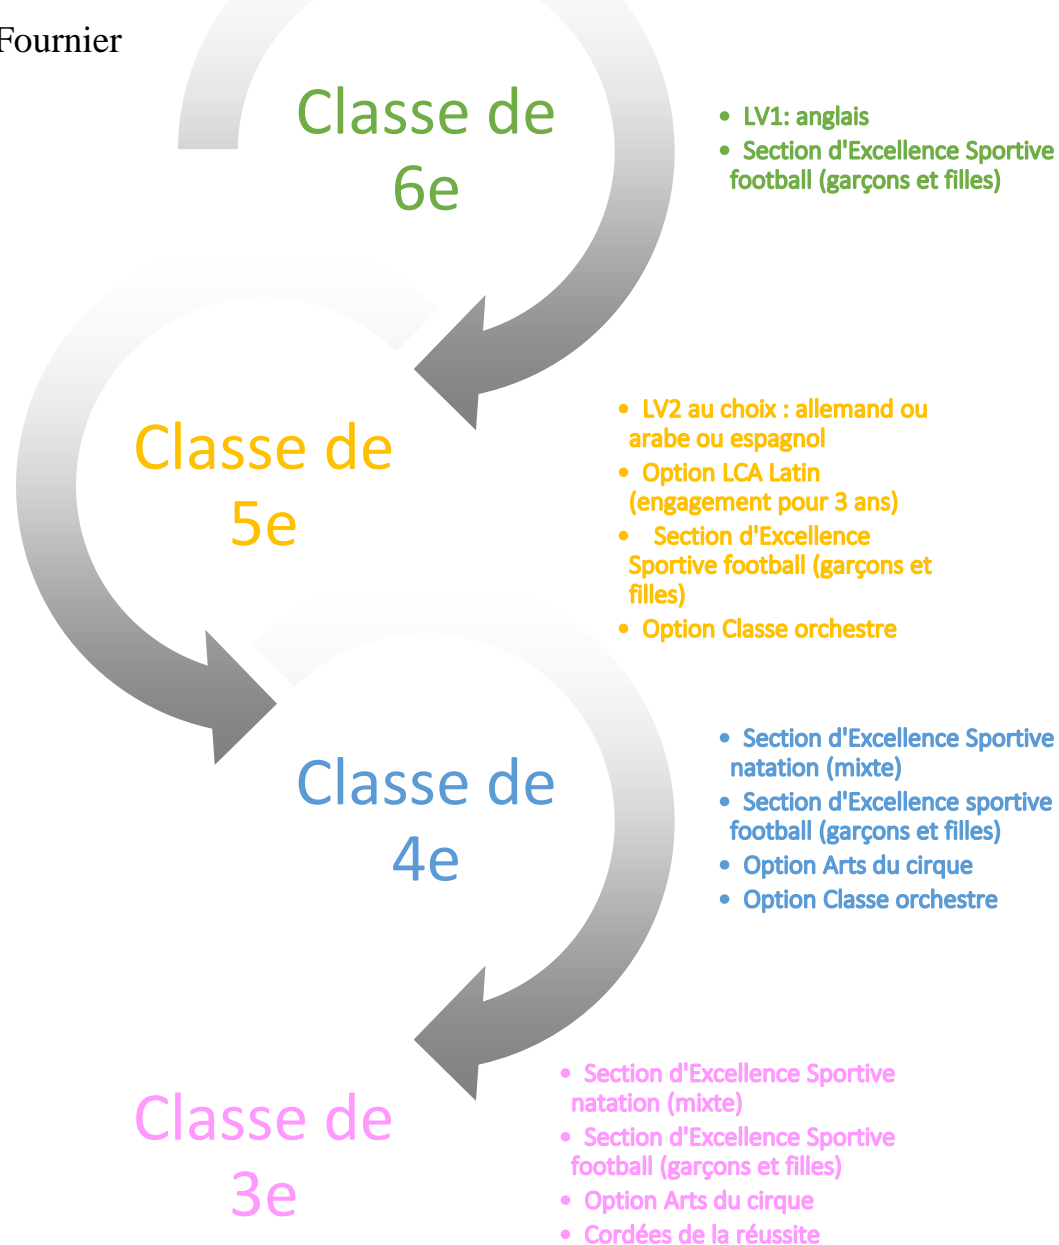 Fournier
Classe de
6e
• LV1: anglais
• Section d'Excellence Sportive
football (garçons et filles)
Classe de
5e
• LV2 au choix : allemand ou
arabe ou espagnol
• Option LCA Latin
(engagement pour 3 ans)
• Section d'Excellence
Sportive football (garçons et
filles)
• Option Classe orchestre
Classe de
4e
• Section d'Excellence Sportive
natation (mixte)
• Section d'Excellence sportive
football (garçons et filles)
• Option Arts du cirque
• Option Classe orchestre
Classe de
3e
• Section d'Excellence Sportive
natation (mixte)
• Section d'Excellence Sportive
football (garçons et filles)
• Option Arts du cirque
• Cordées de la réussite